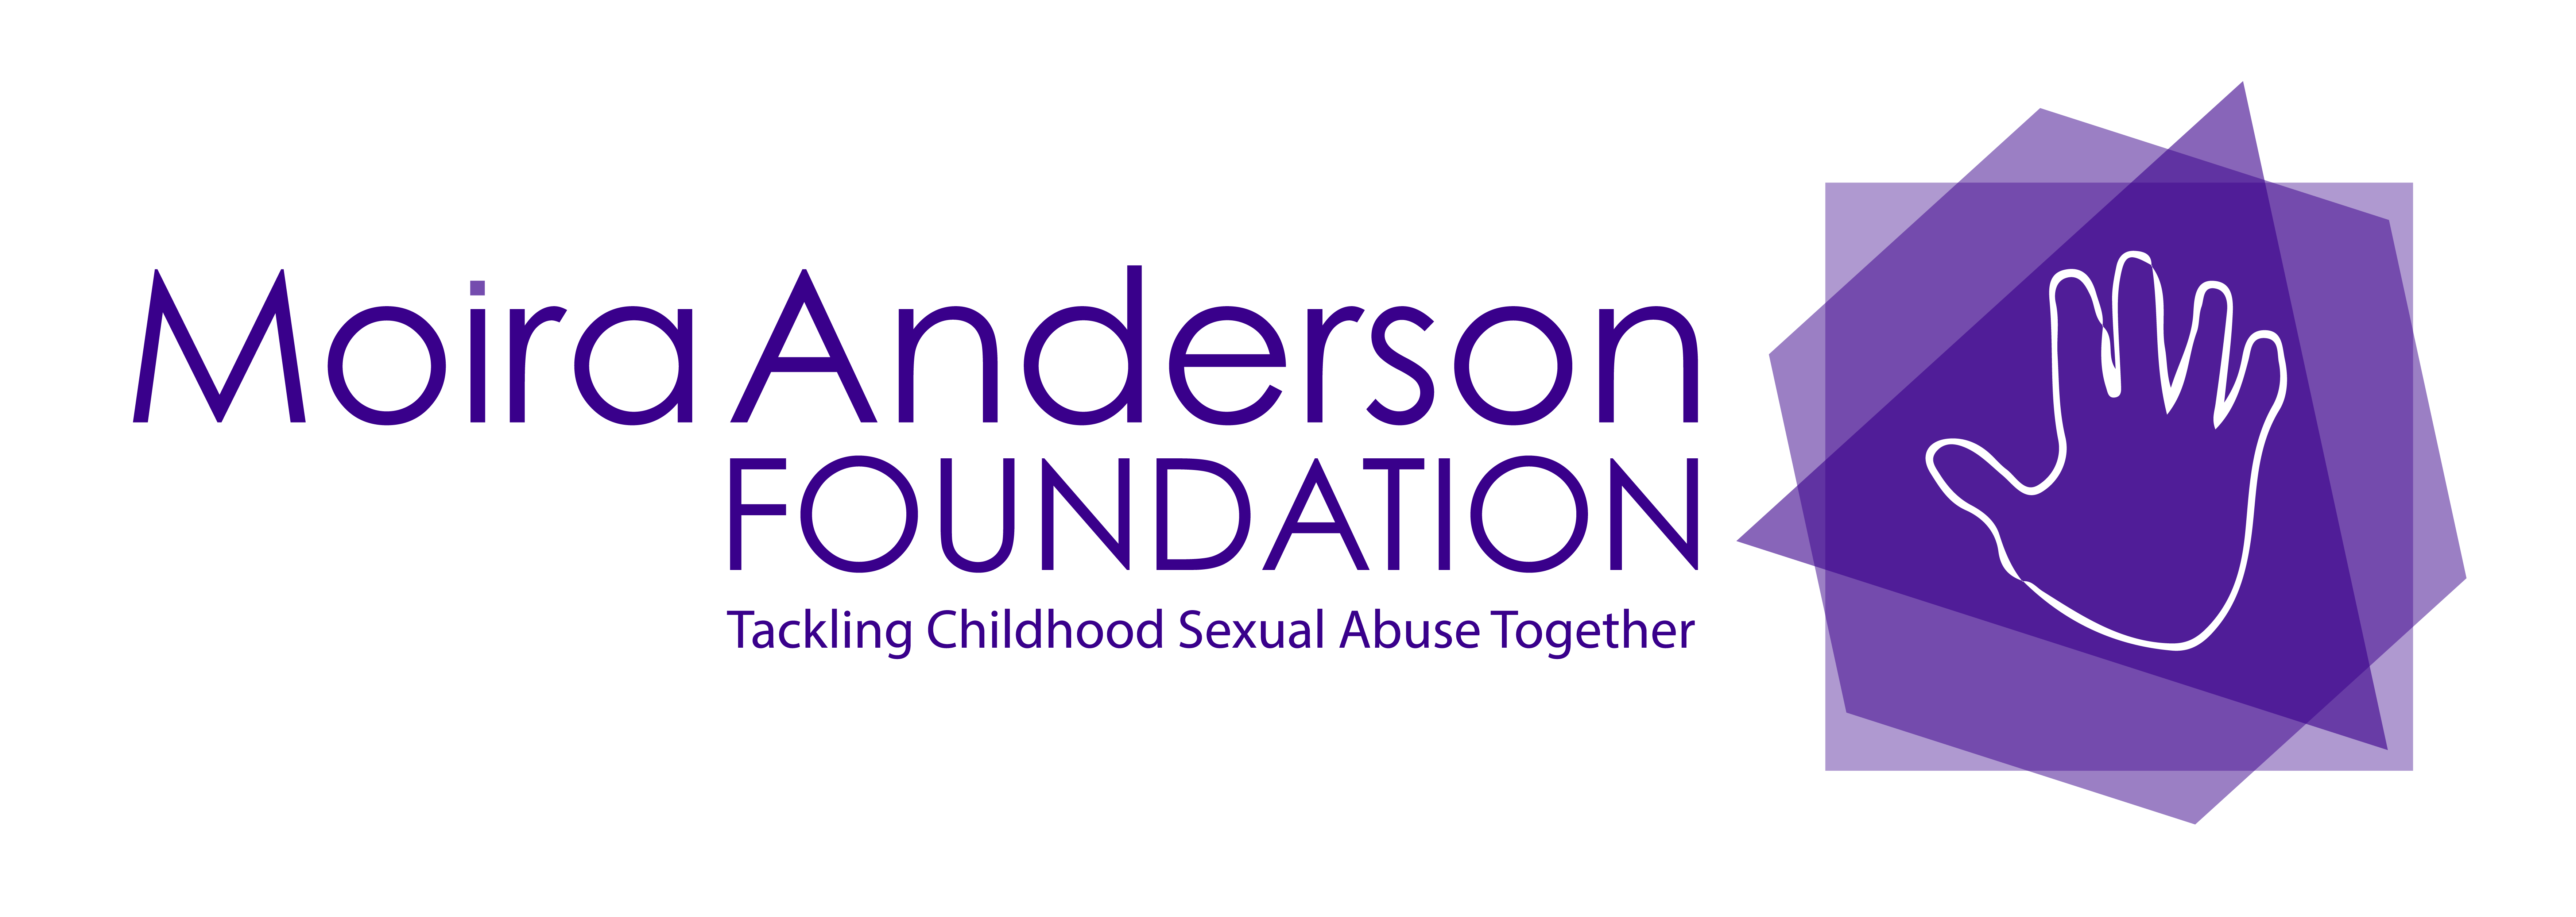 Moira Anderson
FOUNDATION
Tackling Childhood Sexual Abuse Together